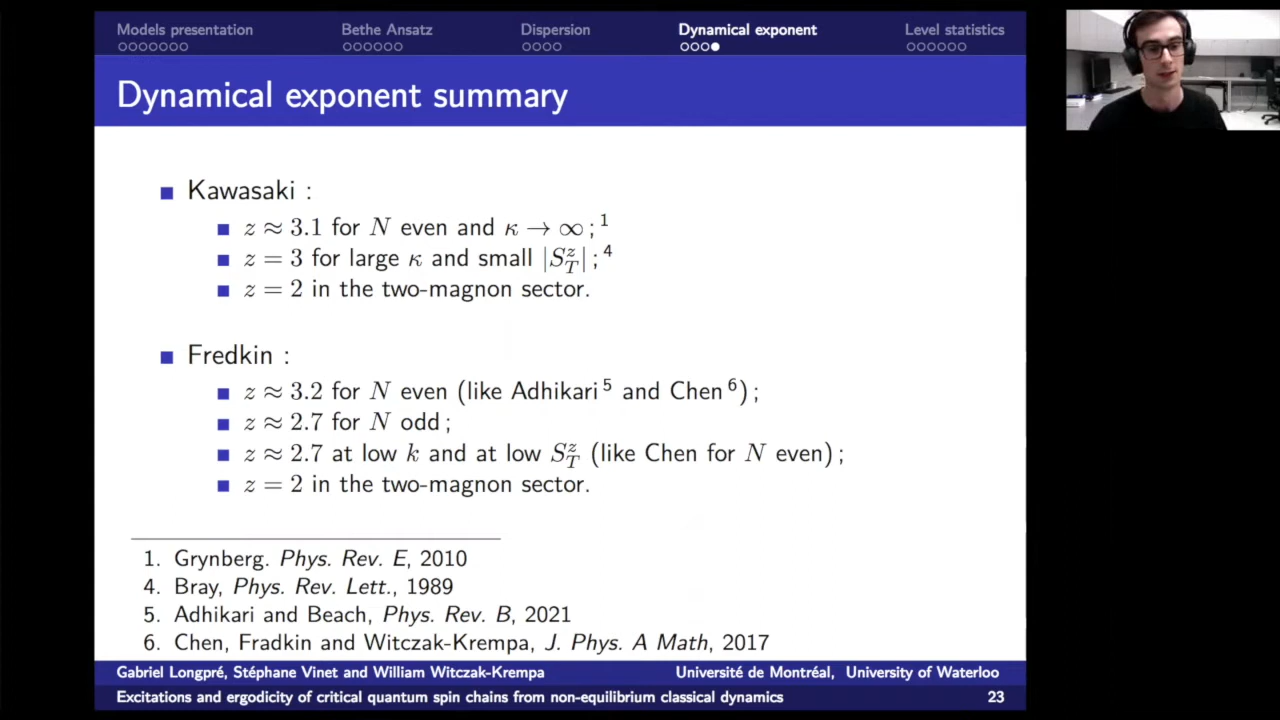 Models presentation Bethe Ansatz Dispersion Dynamical exponent Level statistics
Dynamical exponent summary
Kawasaki :
z ≈ 3.1 for N even and κ → ∞ ; 1
z = 3 for large κ and small |S_T^z| ; 4
z = 2 in the two-magnon sector.
Fredkin :
z ≈ 3.2 for N even (like Adhikari 5 and Chen 6) ;
z ≈ 2.7 for N odd ;
z ≈ 2.7 at low k and at low S_T^z (like Chen for N even) ;
z = 2 in the two-magnon sector.
1. Grynberg. Phys. Rev. E, 2010
4. Bray, Phys. Rev. Lett., 1989
5. Adhikari and Beach, Phys. Rev. B, 2021
6. Chen, Fradkin and Witczak-Krempa, J. Phys. A Math, 2017
Gabriel Longpré, Stéphane Vinet and William Witczak-Krempa Université de Montréal, University of Waterloo
Excitations and ergodicity of critical quantum spin chains from non-equilibrium classical dynamics 23